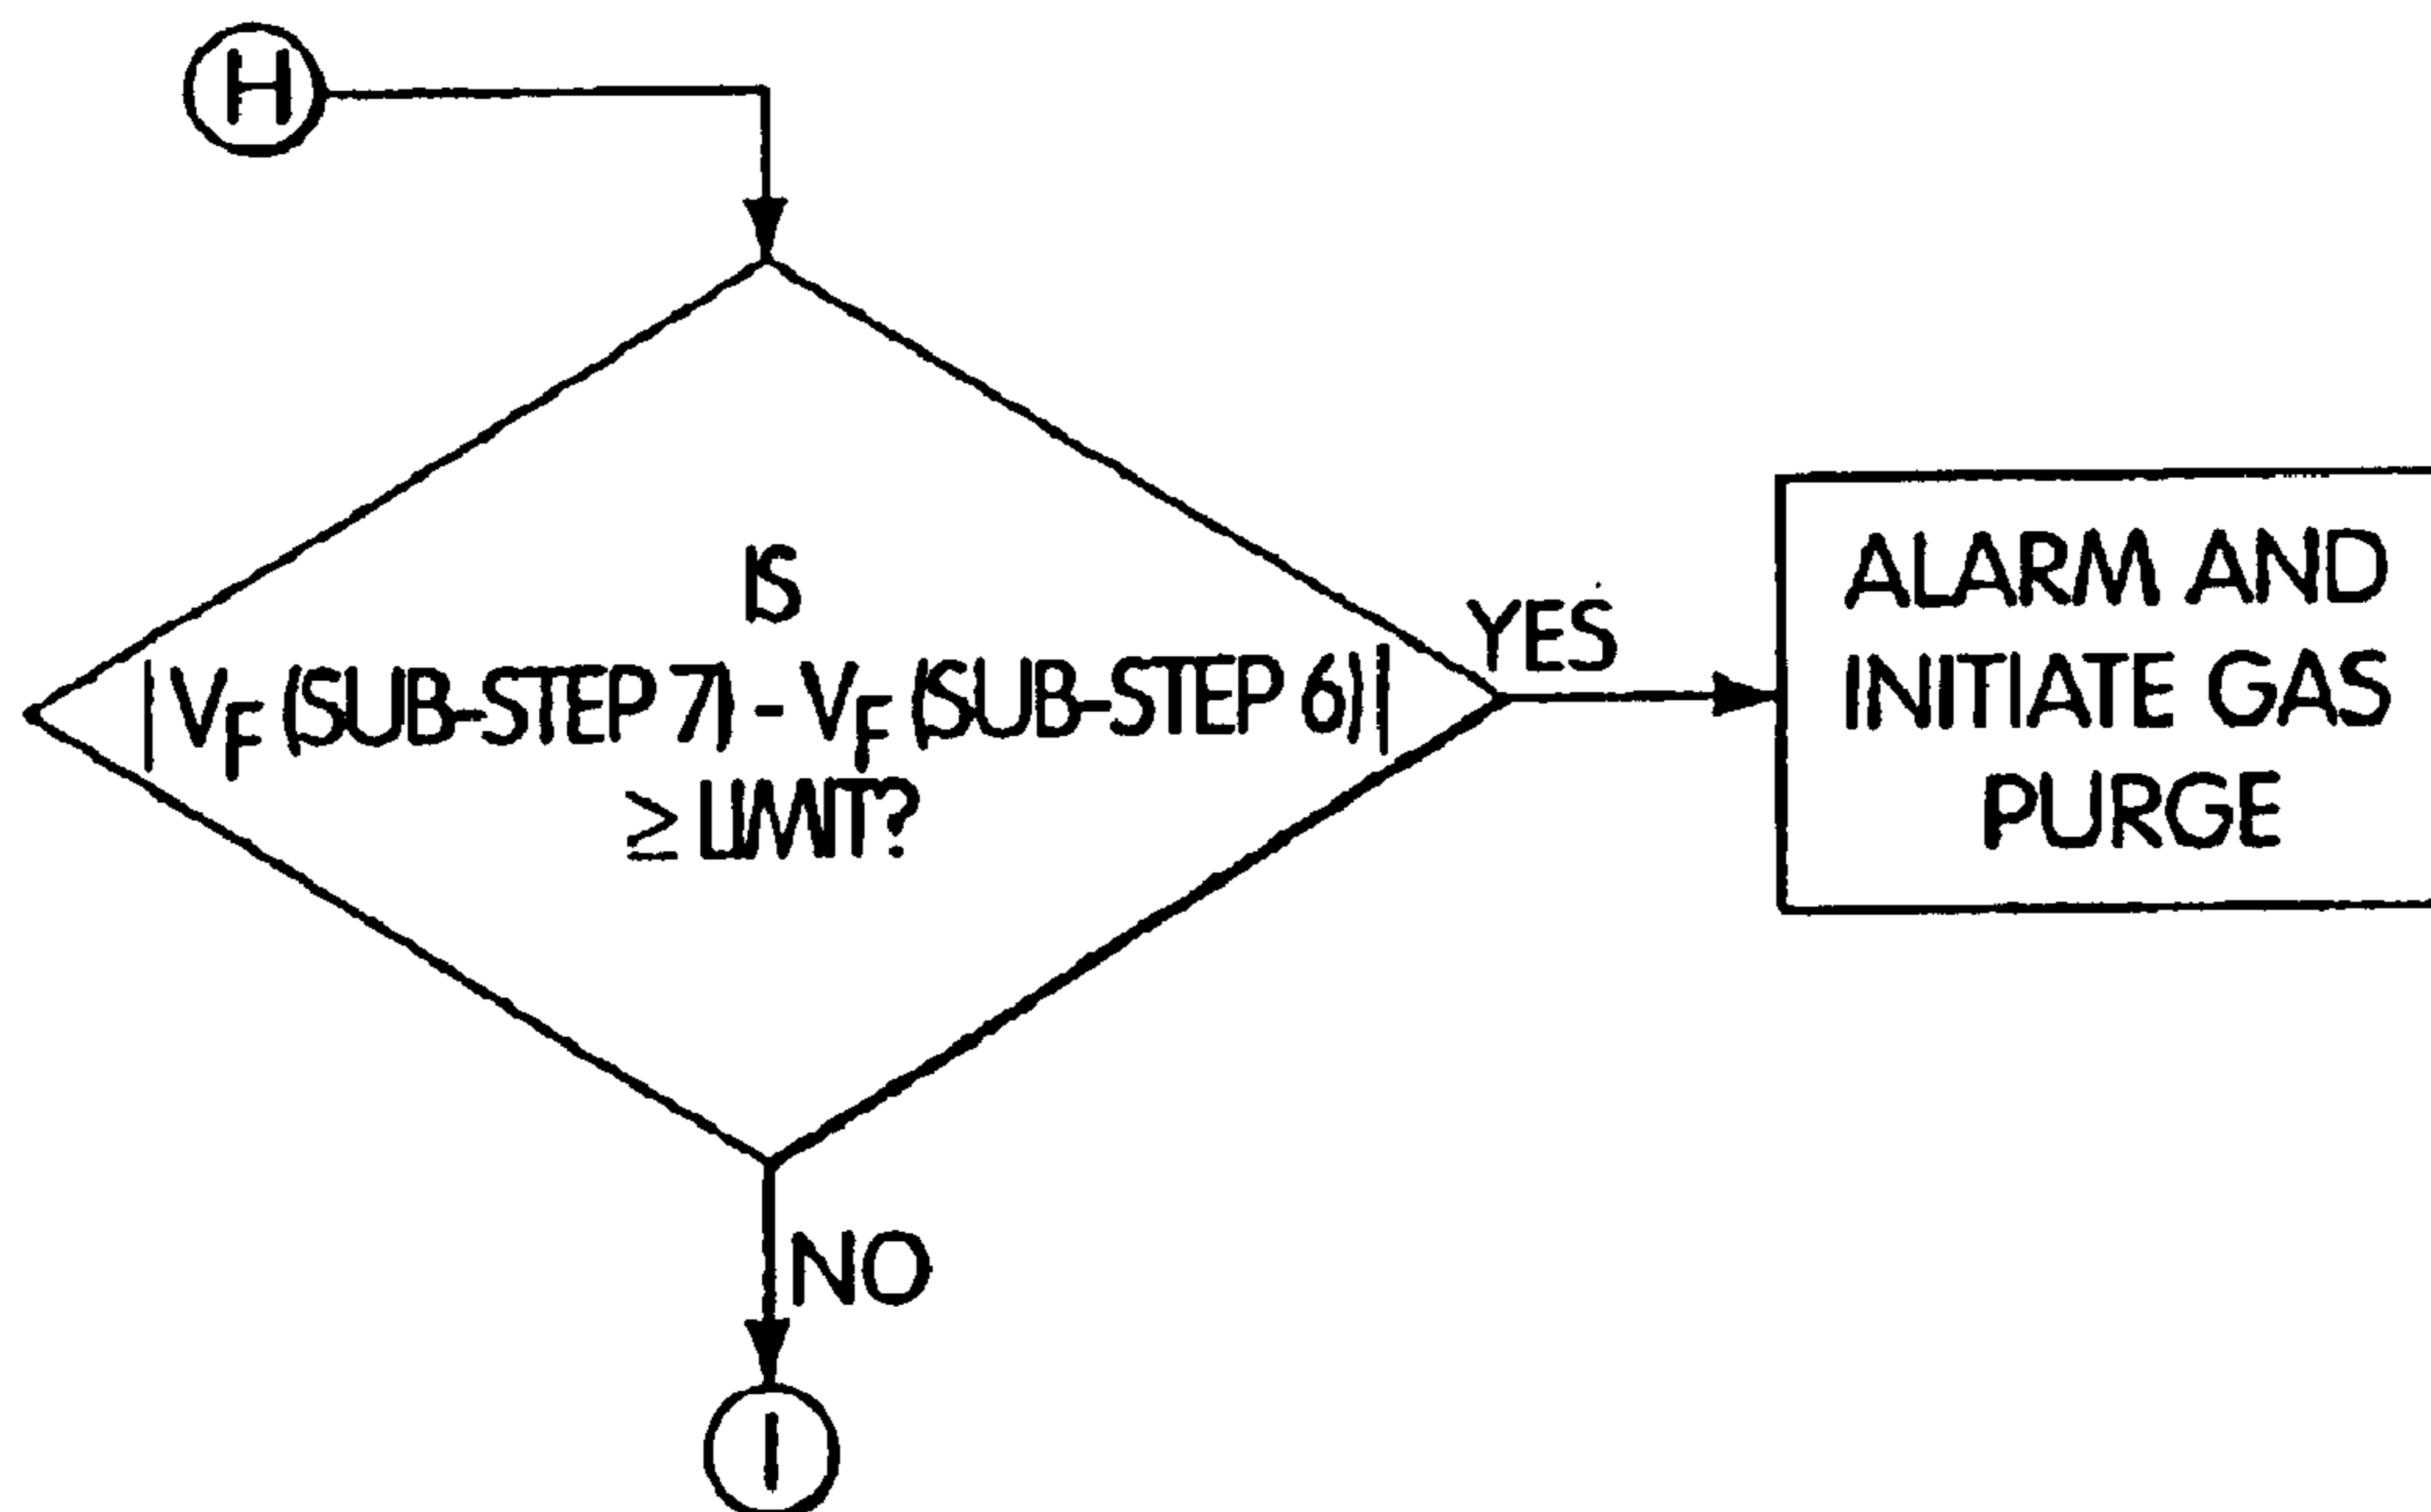 H
IS
| VF (SUB-STEP 7) - VF (SUB-STEP 6)|
≥ LIMIT?
YES
ALARM AND
INITIATE GAS
PURGE
NO
I